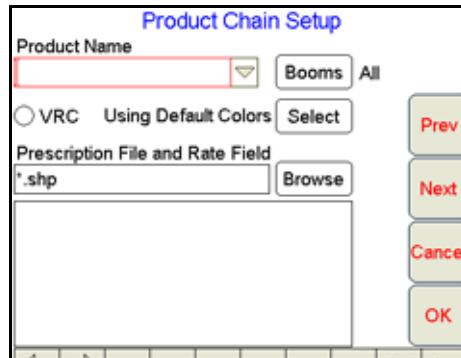 Product Chain Setup
Product Name
Booms All
VRC Using Default Colors Select
Prev
Prescription File and Rate Field
*.shp Browse
Next
Cance
OK